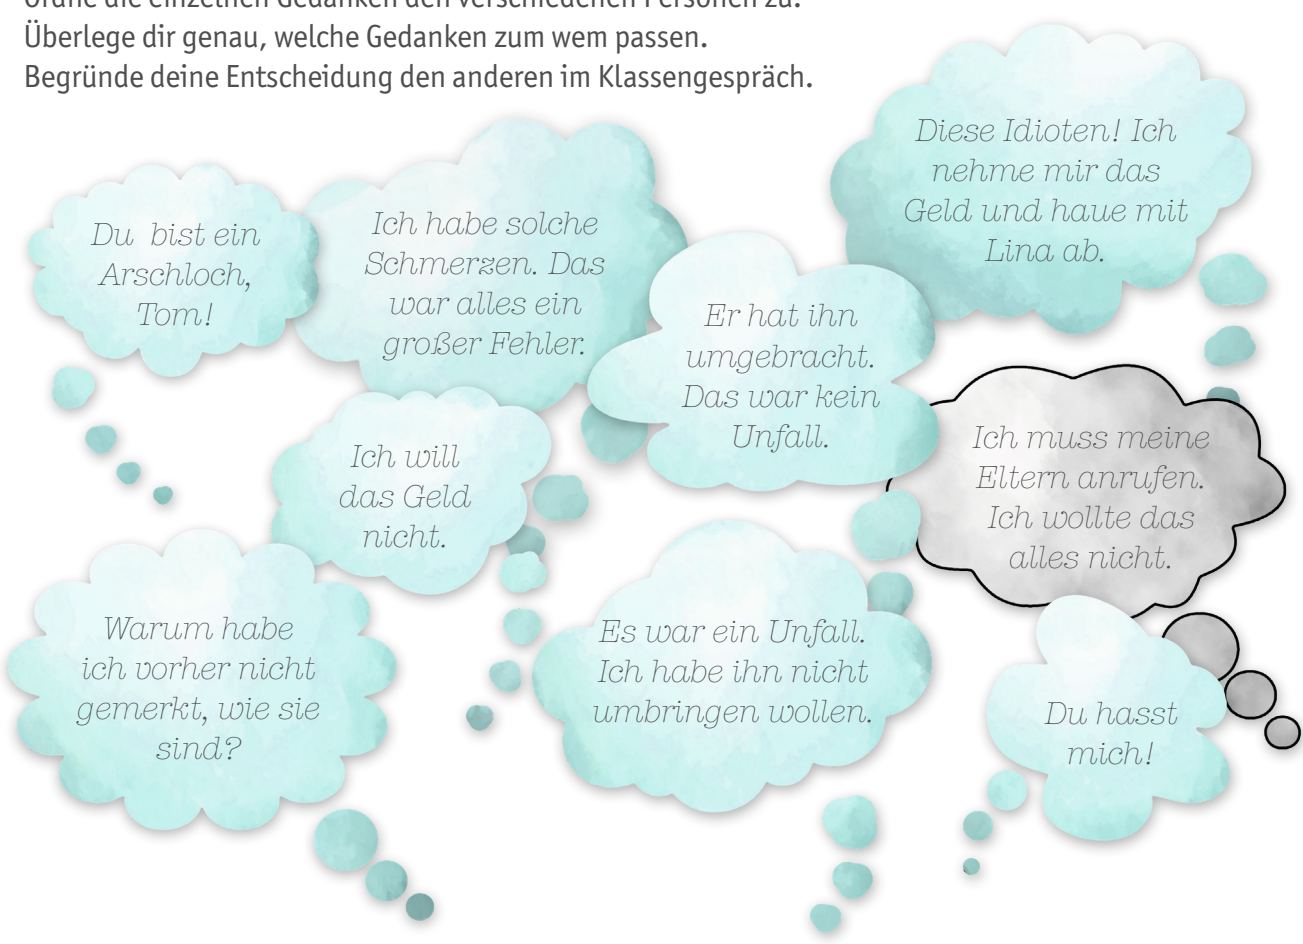 Ordne die einzelnen Gedanken den verschiedenen Personen zu.
Überlege dir genau, welche Gedanken zum wem passen.
Begründe deine Entscheidung den anderen im Klassengespräch.
Diese Idioten! Ich
nehme mir das
Geld und haue mit
Lina ab.
Du bist ein
Arschloch,
Tom!
Ich habe solche
Schmerzen. Das
war alles ein
großer Fehler.
Er hat ihn
umgebracht.
Das war kein
Unfall.
Ich muss meine
Eltern anrufen.
Ich wollte das
alles nicht.
Ich will
das Geld
nicht.
Warum habe
ich vorher nicht
gemerkt, wie sie
sind?
Es war ein Unfall.
Ich habe ihn nicht
umbringen wollen.
Du hasst
mich!